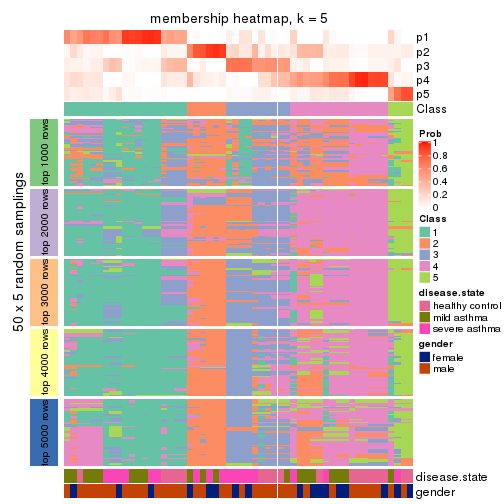 membership heatmap, k = 5
p1
p2
p3
p4
p5
Class
50 x 5 random samplings
top 1000 rows
top 2000 rows
top 3000 rows
top 4000 rows
top 5000 rows
disease.state
gender
Prob
1
0.8
0.6
0.4
0.2
0
Class
1
2
3
4
5
disease.state
healthy control
mild asthma
severe asthma
gender
female
male